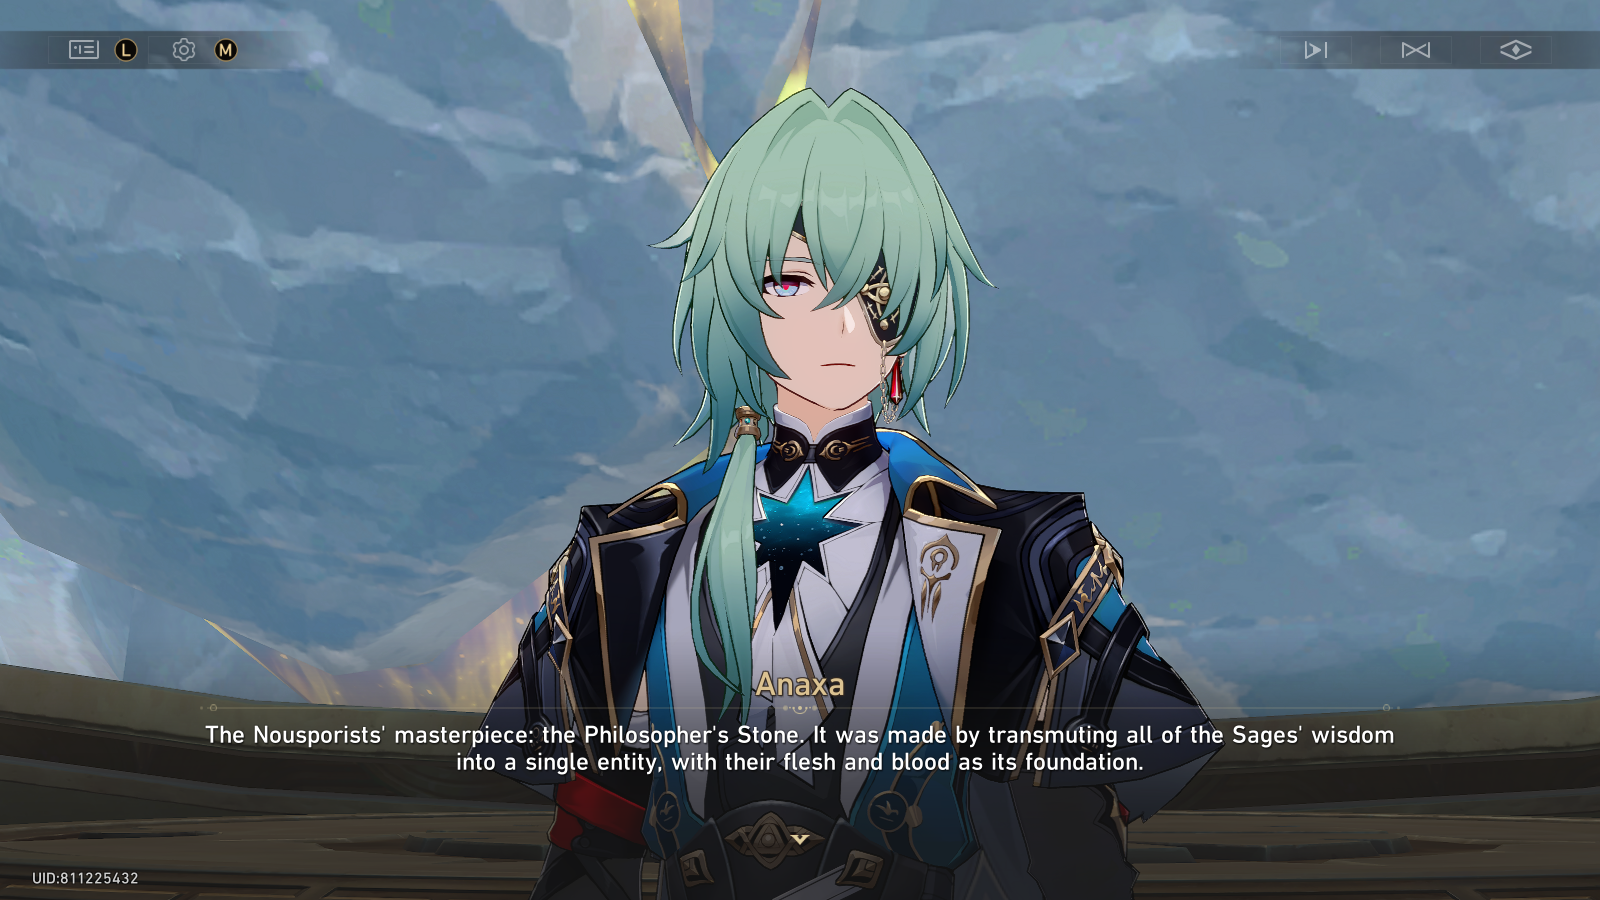 L
M
Anaxa
The Nousporists' masterpiece: the Philosopher's Stone. It was made by transmuting all of the Sages' wisdom
into a single entity, with their flesh and blood as its foundation.
UID:811225432